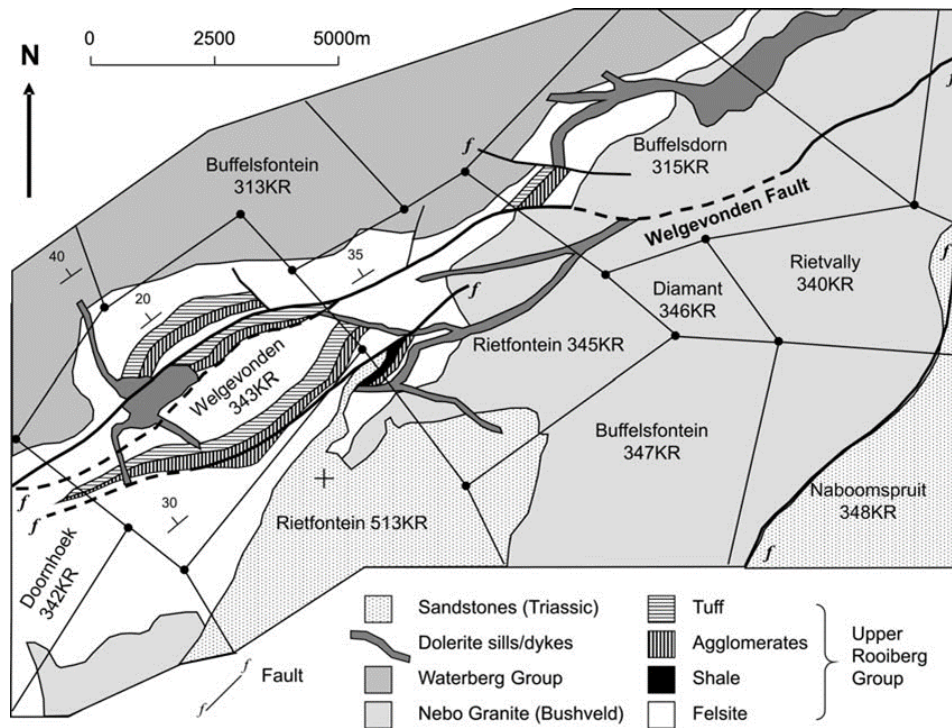 0 2500 5000m
N
Buffelsfontein
313KR
f
Buffelsdorn
315KR
f
Welgevonden Fault
40
35
20
f
Rietvally
340KR
f
Diamant
346KR
Welgevonden
343KR
Rietfontein 345KR
Buffelsfontein
347KR
Naboomspruit
348KR
f
f
30
Rietfontein 513KR
f
Doornhoek
342KR
Sandstones (Triassic)
Dolerite sills/dykes
Waterberg Group
Nebo Granite (Bushveld)
f
f
Fault
Tuff
Agglomerates
Shale
Felsite
Upper
Rooiberg
Group